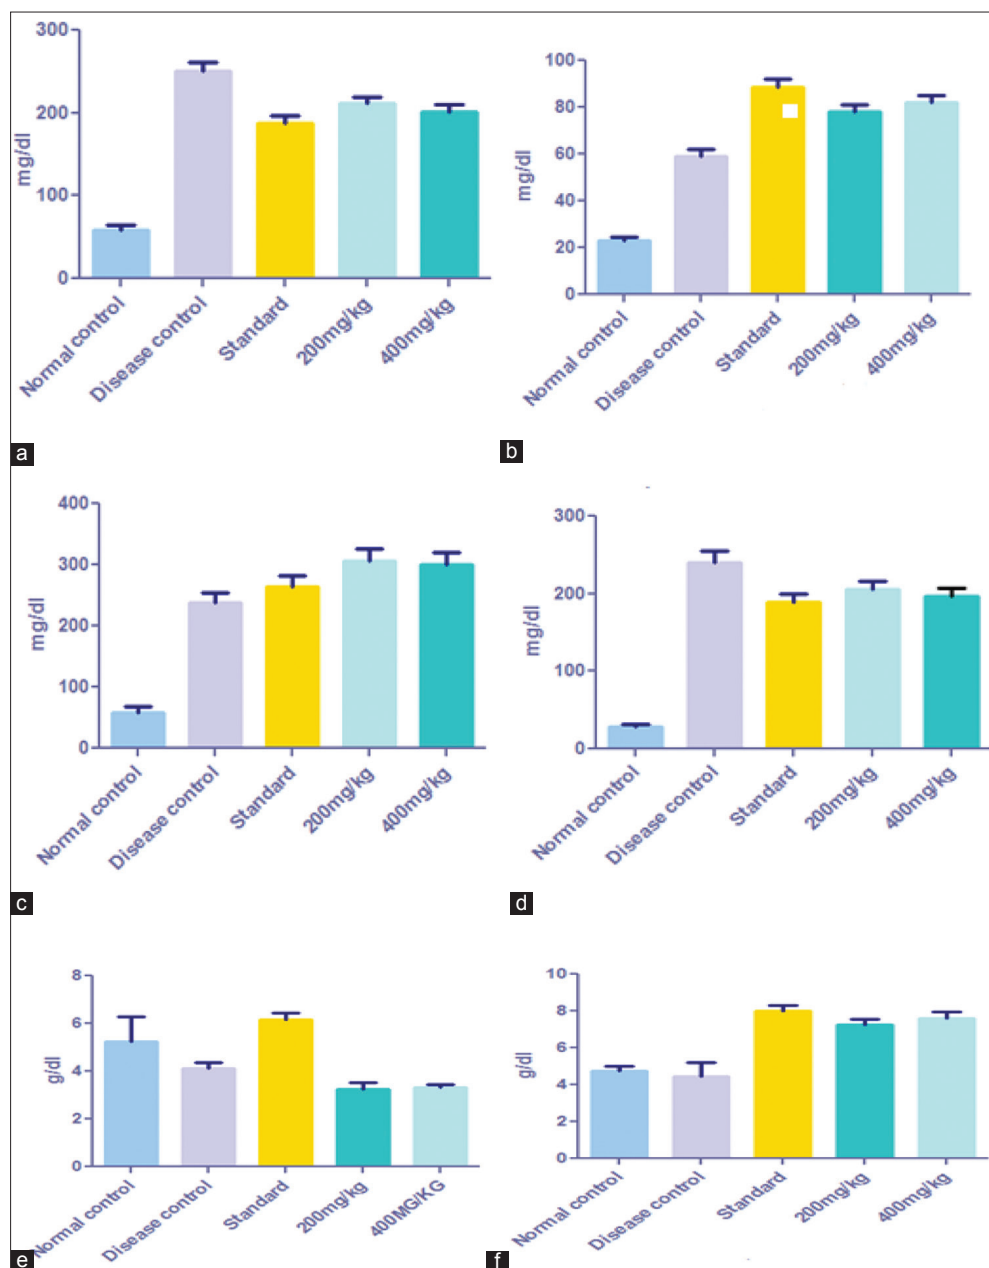 300
200
100
0
mg/dl
Normal control
Disease control
Standard
200mg/kg
400mg/kg
a
100
80
60
40
20
0
mg/dl
Normal control
Disease control
Standard
200mg/kg
400mg/kg
b
400
300
200
100
0
mg/dl
Normal control
Disease control
Standard
200mg/kg
400mg/kg
c
300
200
100
0
mg/dl
Normal control
Disease control
Standard
200mg/kg
400mg/kg
d
8
6
4
2
0
g/dl
Normal control
Disease control
Standard
200mg/kg
400MG/KG
e
10
8
6
4
2
0
g/dl
Normal control
Disease control
Standard
200mg/kg
400mg/kg
f